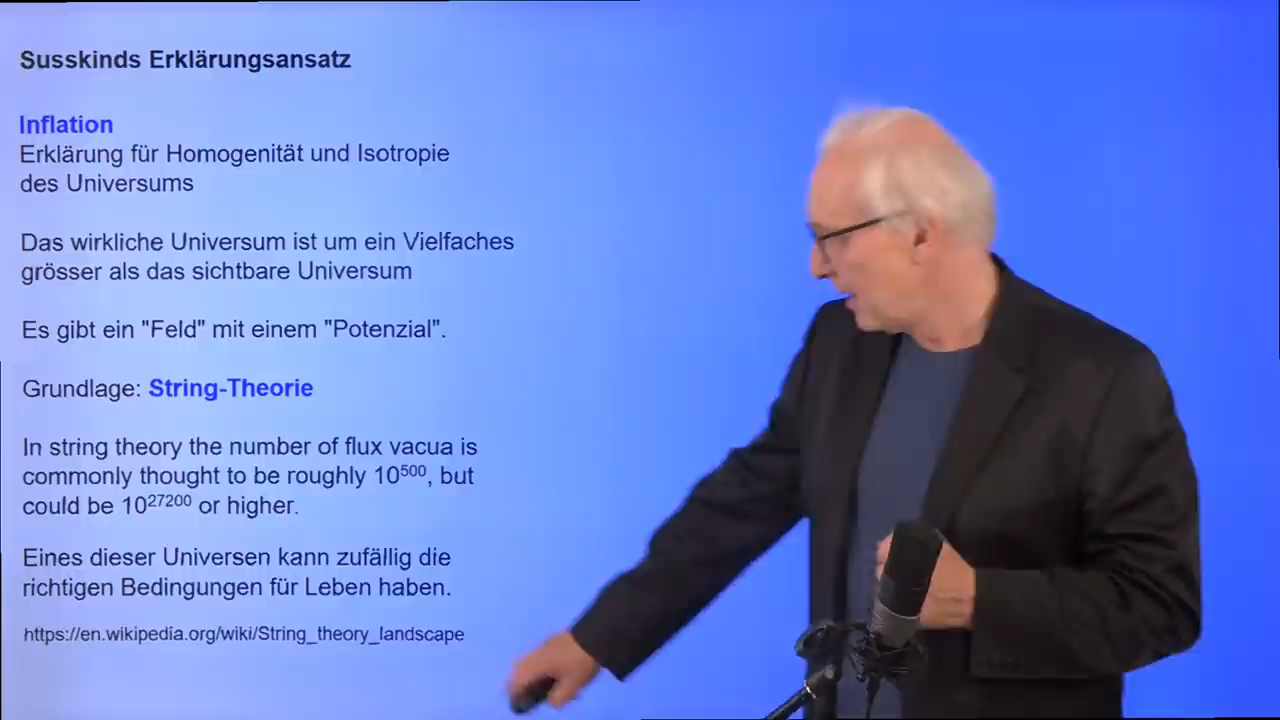 Susskinds Erklärungsansatz
Inflation
Erklärung für Homogenität und Isotropie
des Universums
Das wirkliche Universum ist um ein Vielfaches
grösser als das sichtbare Universum
Es gibt ein "Feld" mit einem "Potenzial".
Grundlage: String-Theorie
In string theory the number of flux vacua is
commonly thought to be roughly 10⁵⁰⁰, but
could be 10²⁷²⁰⁰ or higher.
Eines dieser Universen kann zufällig die
richtigen Bedingungen für Leben haben.
https://en.wikipedia.org/wiki/String_theory_landscape